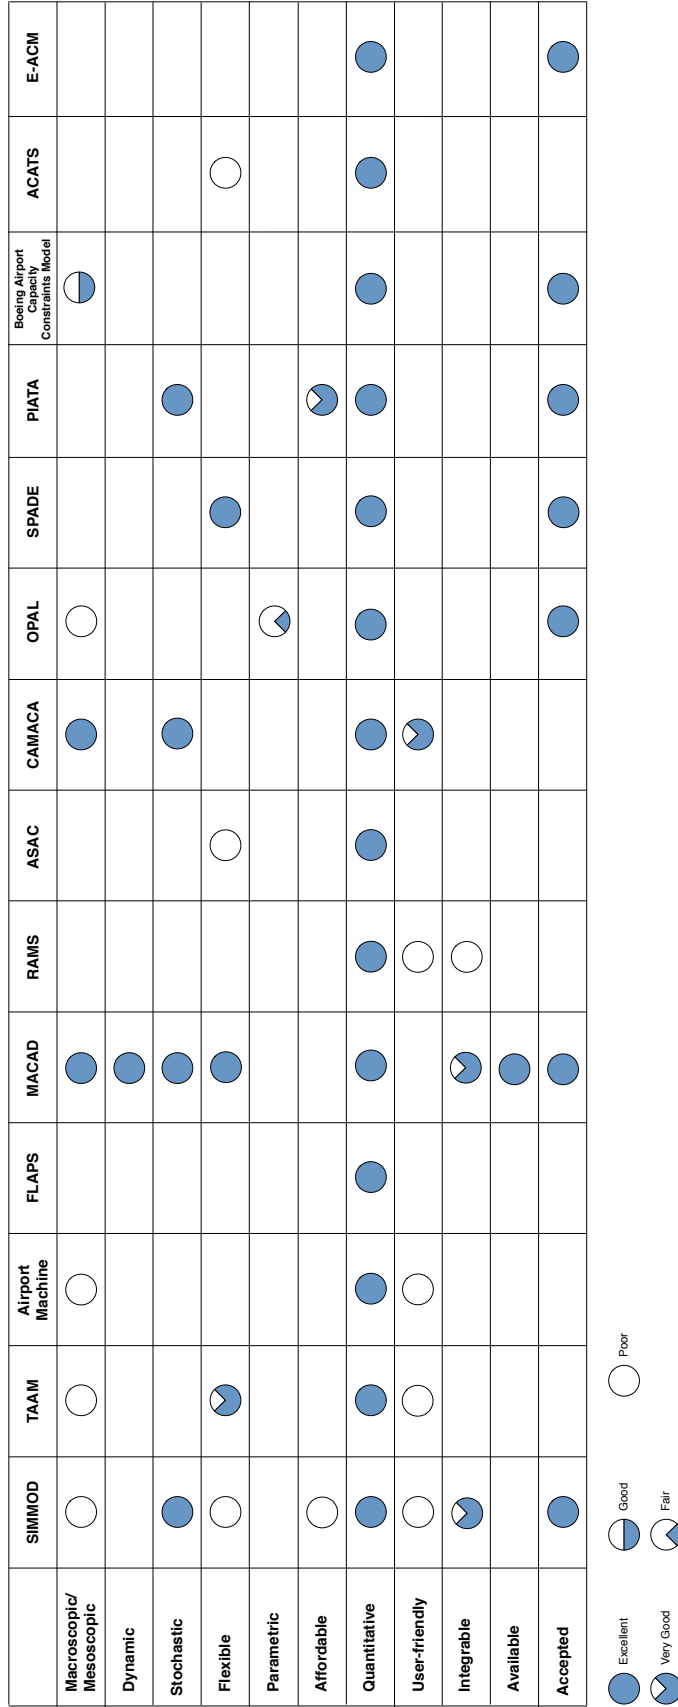 SIMMOD
TAAM
Airport
Machine
FLAPS
MACAD
RAMS
ASAC
CAMACA
OPAL
SPADE
PIATA
Boeing Airport
Capacity
Constraints Model
ACATS
E-ACM
Macroscopic/
Mesoscopic
Dynamic
Stochastic
Flexible
Parametric
Affordable
Quantitative
User-friendly
Integrable
Available
Accepted
Excellent
Good
Poor
Very Good
Fair